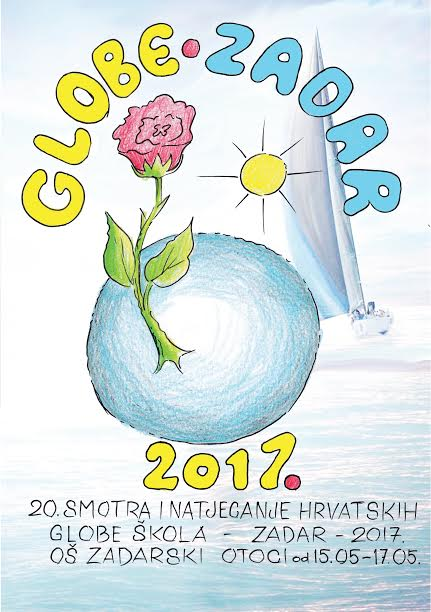 GLOBE•ZADAR
2017.
20. SMOTRA I NATJECANJE HRVATSKIH
GLOBE ŠKOLA - ZADAR - 2017.
OŠ ZADARSKI OTOCI od 15.05-17.05.